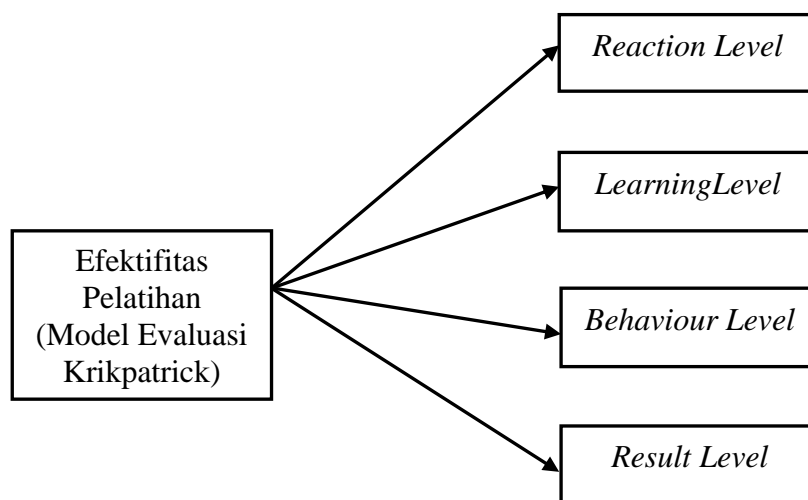 Reaction Level
LearningLevel
Efektifitas
Pelatihan
(Model Evaluasi
Krikpatrick)
Behaviour Level
Result Level